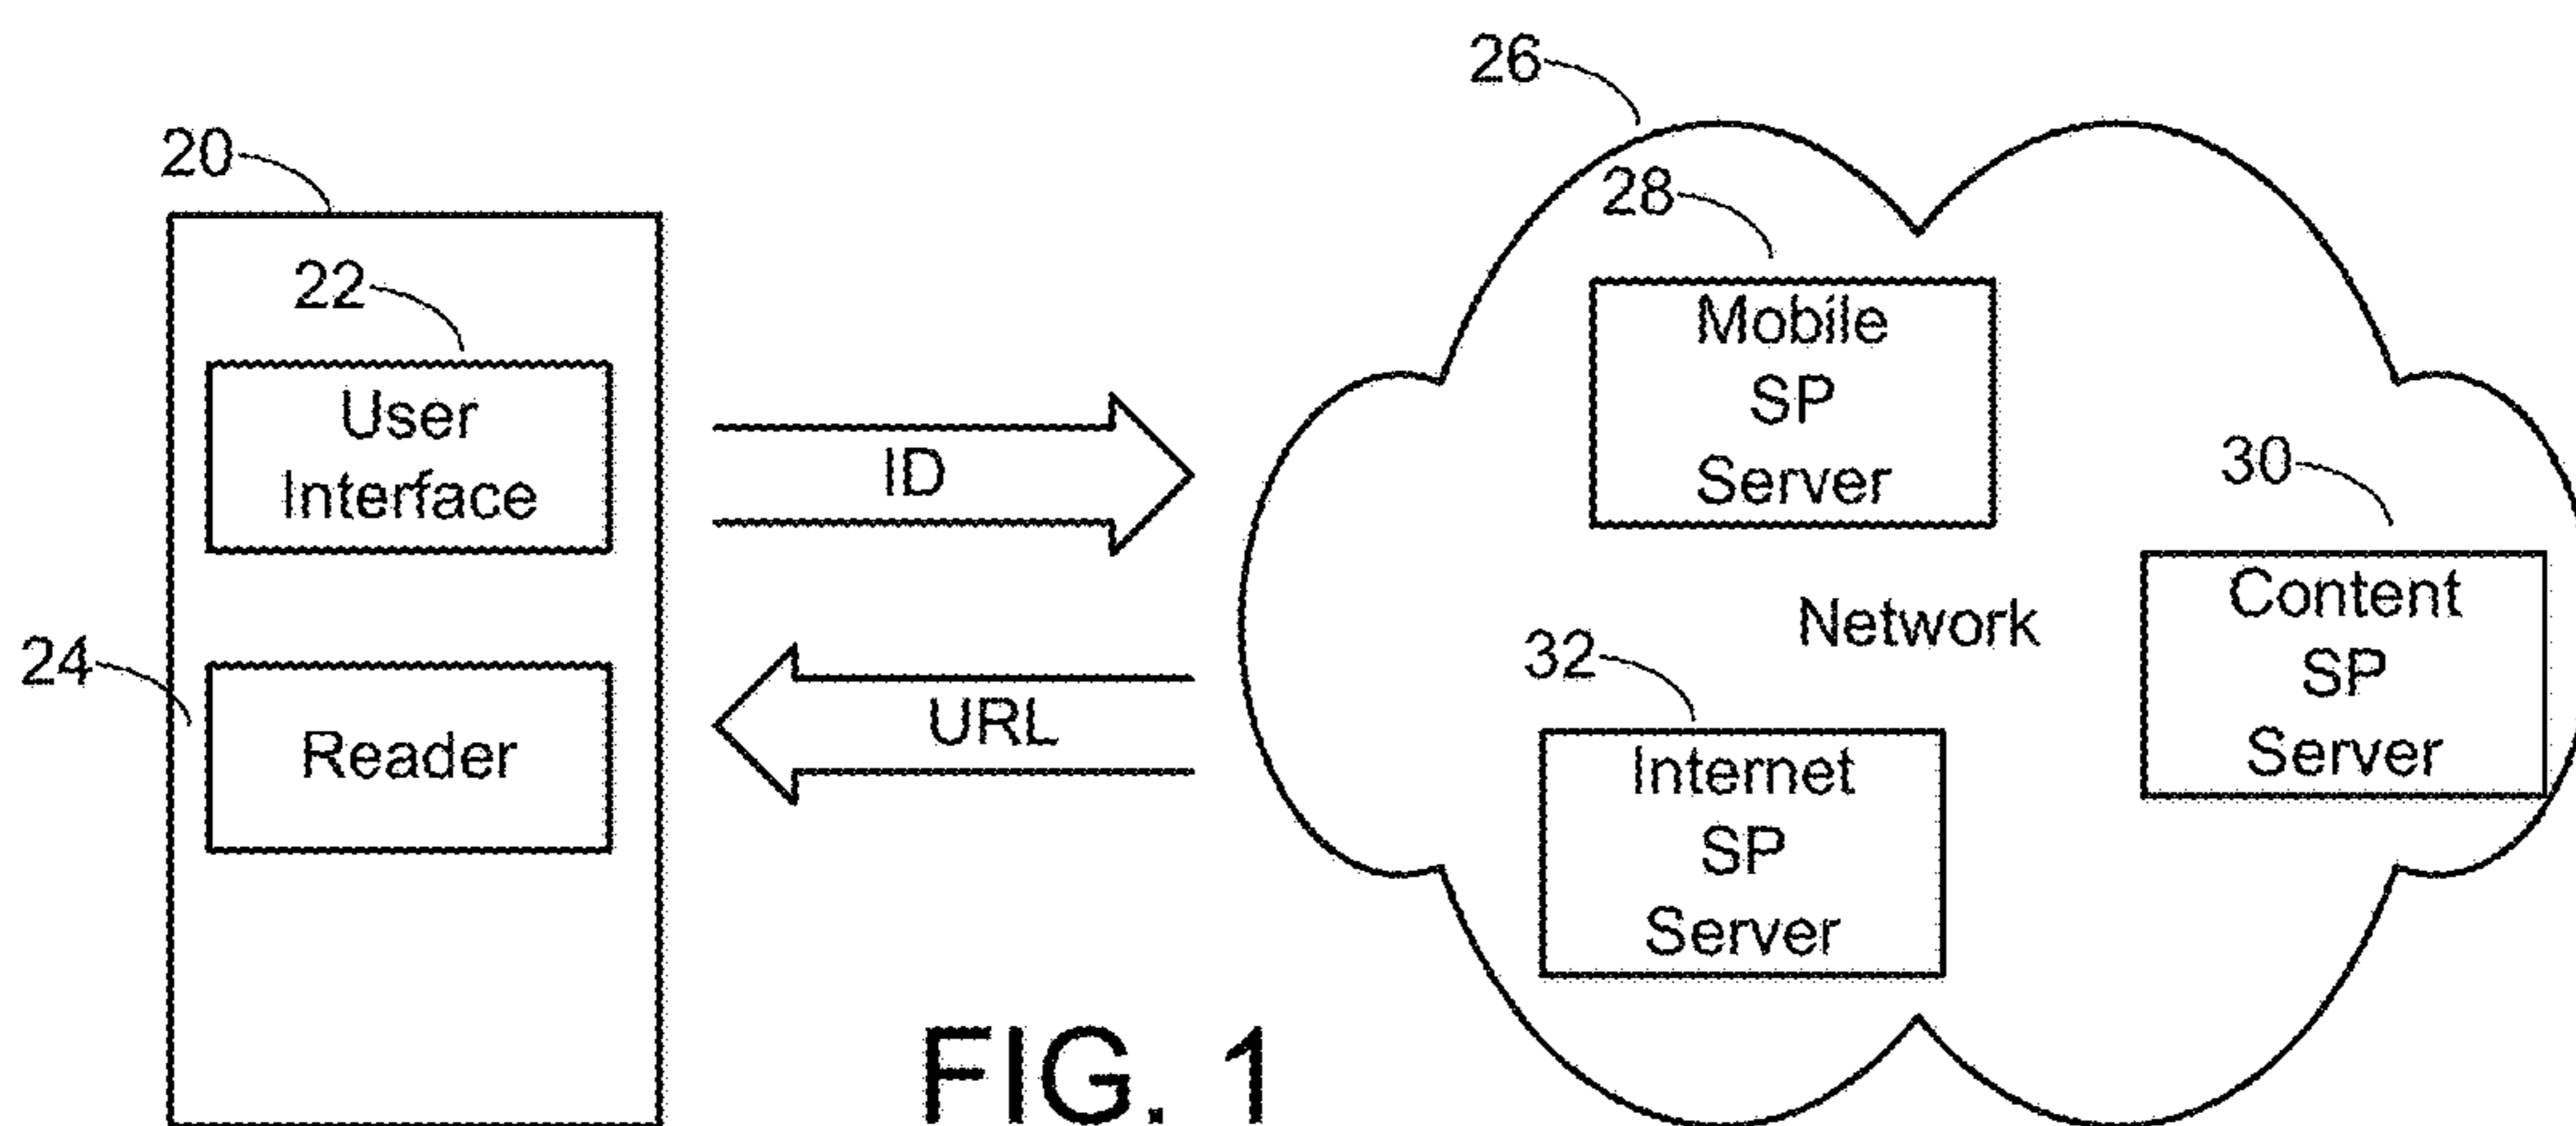 26
20
28
22
Mobile
SP
Server
User
Interface
ID
30
Content
SP
Server
Network
32
24
Reader
URL
Internet
SP
Server
FIG. 1